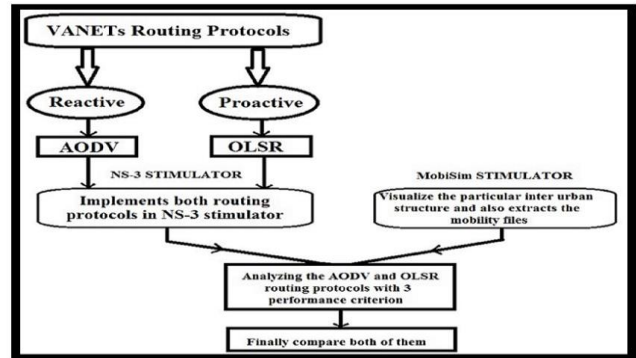 VANETs Routing Protocols
Reactive
Proactive
AODV
OLSR
NS-3 STIMULATOR
MobiSim STIMULATOR
Implements both routing
protocols in NS-3 stimulator
Visualize the particular inter urban
structure and also extracts the
mobility files
Analyzing the AODV and OLSR
routing protocols with 3
performance criterion
Finally compare both of them